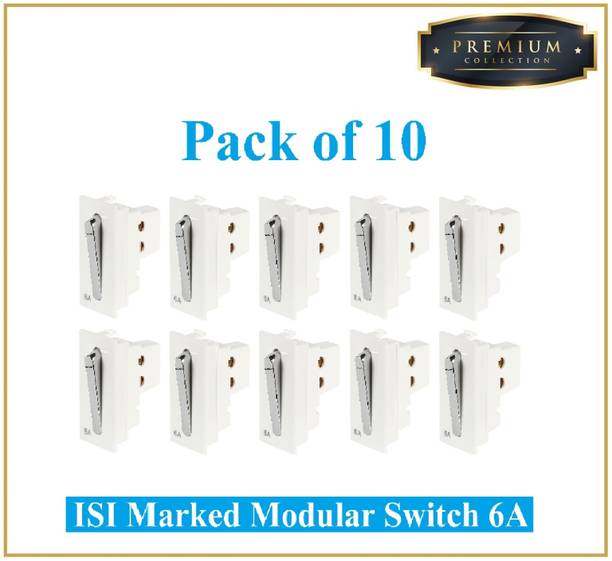 PREMIUM
COLLECTION
Pack of 10
6A 6A 6A 6A 6A
6A 6A 6A 6A 6A
ISI Marked Modular Switch 6A